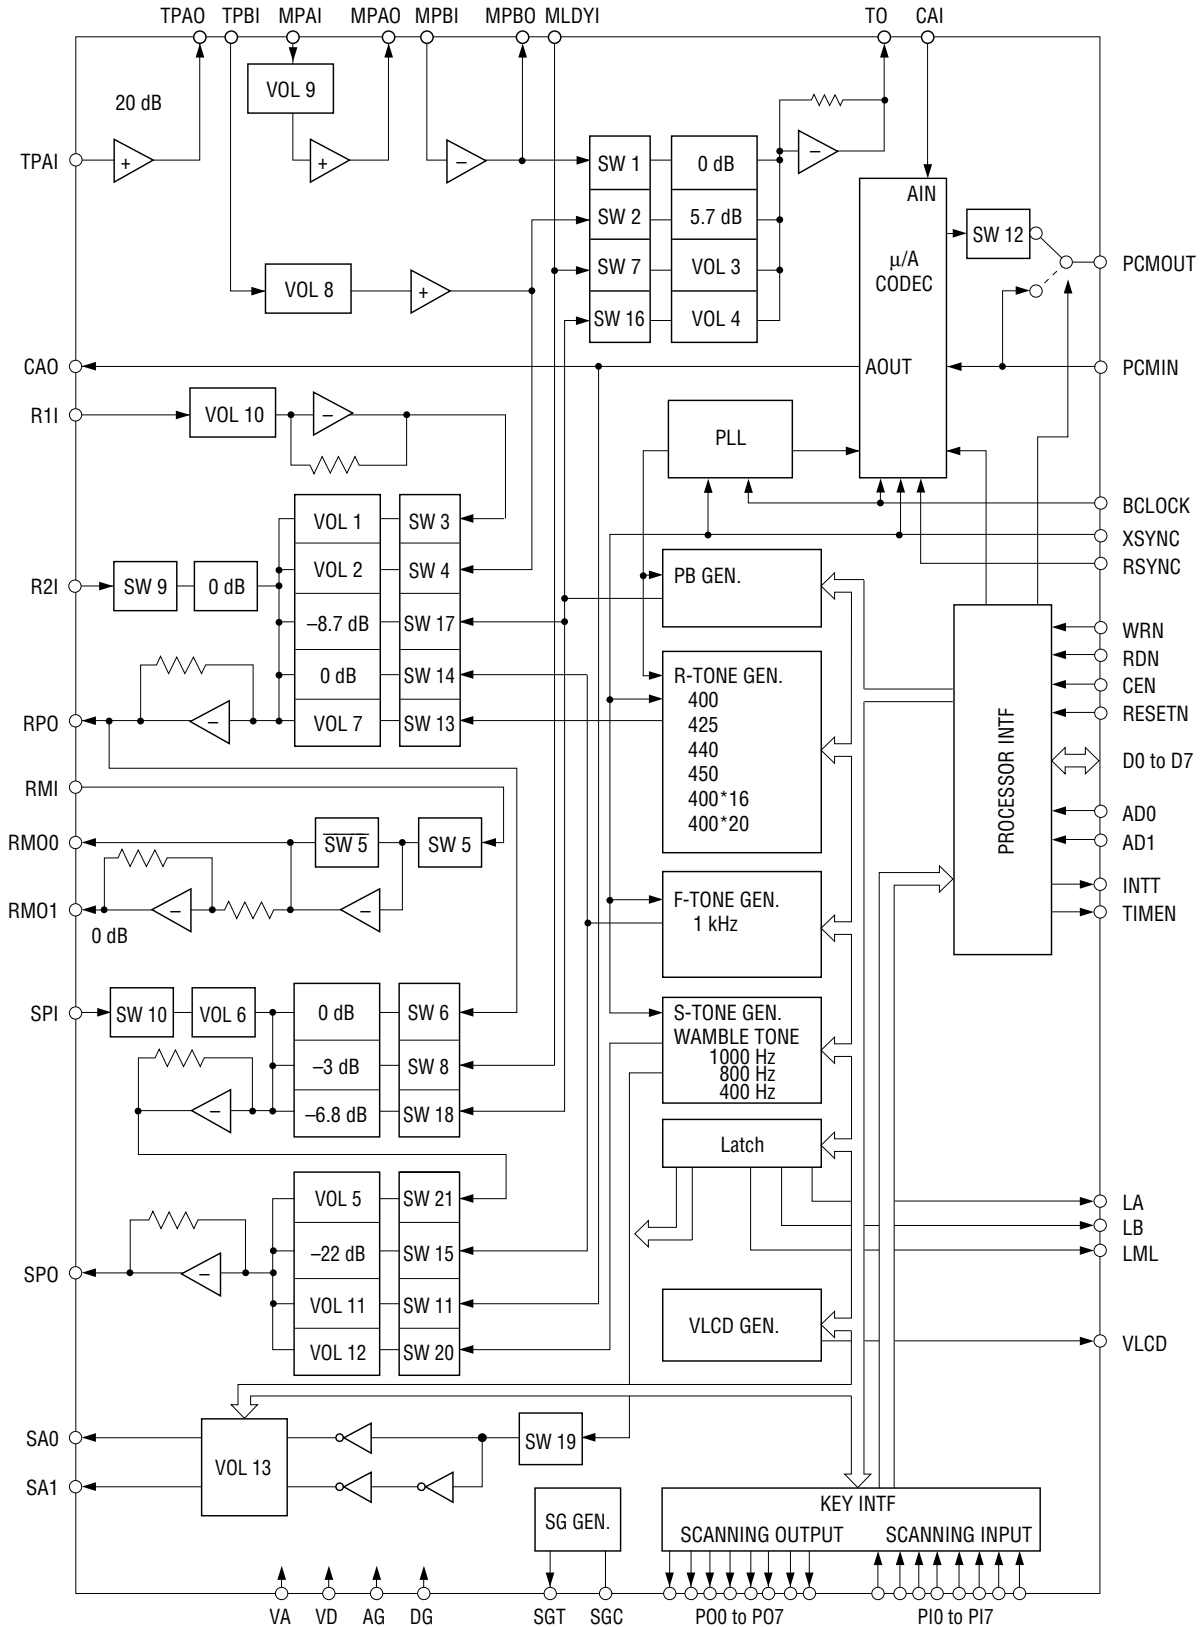 TPAO TPBI MPAI MPAO MPBI MPBO MLDYI TO CAI
VOL 9
20 dB
TPAI
+
+
–
–
SW 1 0 dB
SW 2 5.7 dB
SW 7 VOL 3
SW 16 VOL 4
AIN
μ/A
CODEC
AOUT
SW 12
PCMOUT
VOL 8
+
CAO
PCMIN
R1I
VOL 10
–
PLL
BCLOCK
XSYNC
RSYNC
VOL 1 SW 3
VOL 2 SW 4
–8.7 dB SW 17
0 dB SW 14
VOL 7 SW 13
R2I
SW 9
0 dB
PB GEN.
RPO
–
R-TONE GEN.
400
425
440
450
400*16
400*20
PROCESSOR INTF
WRN
RDN
CEN
RESETN
D0 to D7
AD0
AD1
INTT
TIMEN
RMI
RMO0
SW 5
SW 5
RMO1
–
–
0 dB
F-TONE GEN.
1 kHz
SPI
SW 10
VOL 6
0 dB SW 6
–3 dB SW 8
–6.8 dB SW 18
–
S-TONE GEN.
WAMBLE TONE
1000 Hz
800 Hz
400 Hz
Latch
LA
LB
LML
VOL 5 SW 21
–22 dB SW 15
VOL 11 SW 11
VOL 12 SW 20
SPO
–
VLCD GEN.
VLCD
SA0
SA1
VOL 13
SW 19
SG GEN.
KEY INTF
SCANNING OUTPUT SCANNING INPUT
VA VD AG DG SGT SGC PO0 to PO7 PI0 to PI7